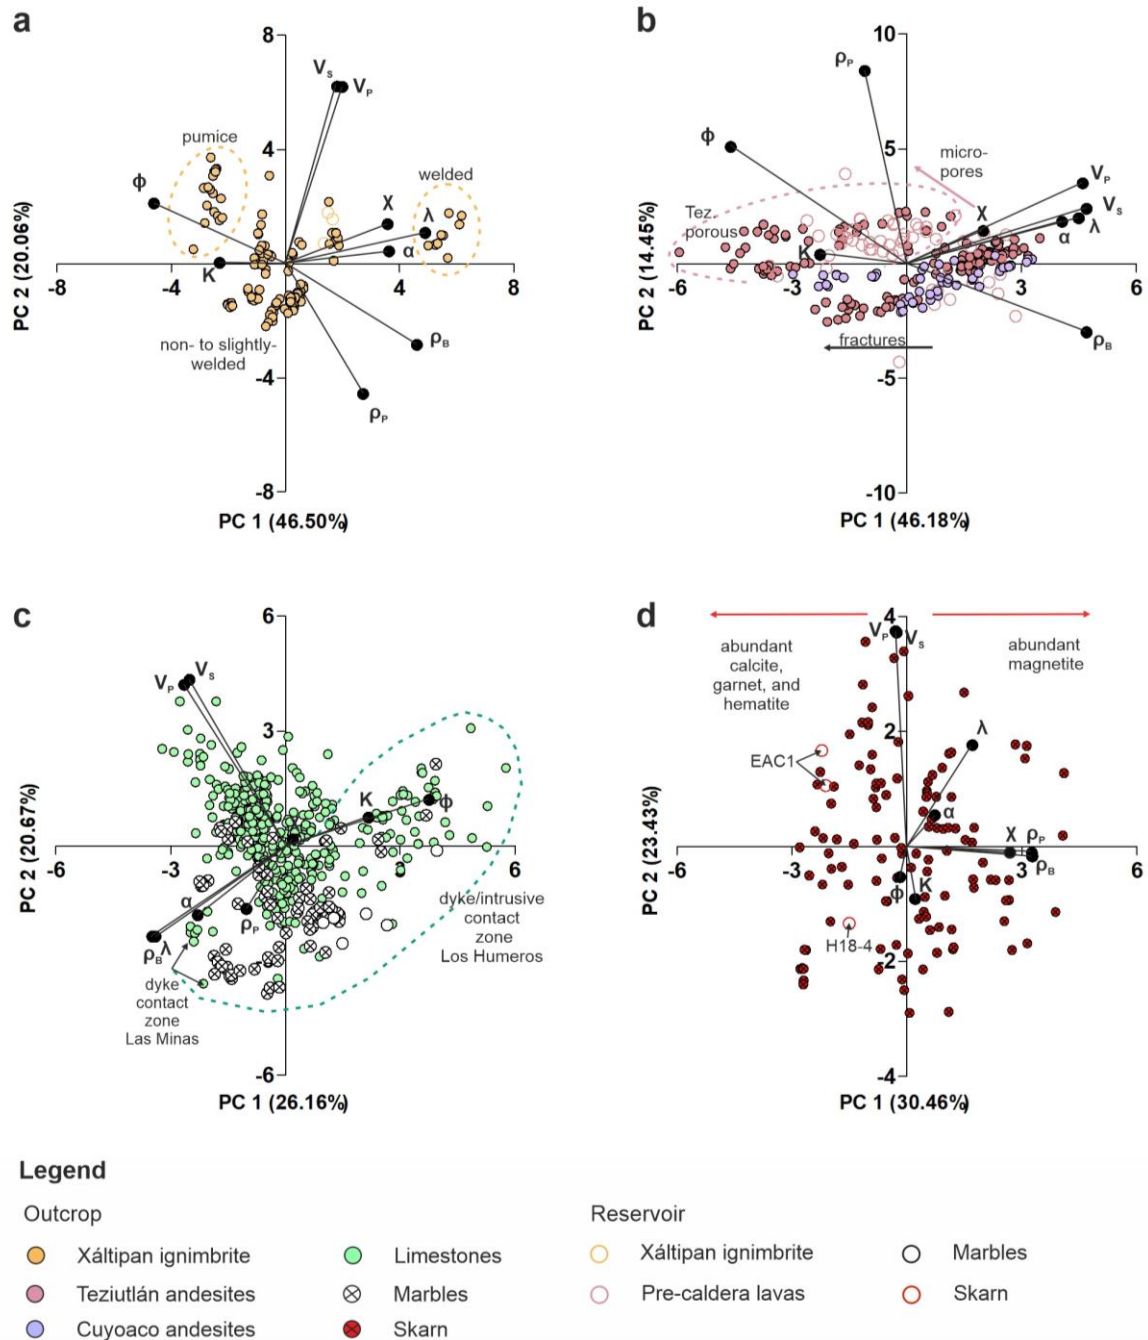 a
8
Vs VP
pumice
4
ϕ
welded
χ
λ
α
K
-8
-4
4
8
ρB
non- to slightly-
welded
-4
ρP
-8
PC 2 (20.06%)
PC 1 (46.50%)
b
10
ρP
5
ϕ
micro-
pores
VP
Vs
χ
λ
α
Tez.
porous
K
-6
-3
3
6
ρB
fractures
-5
-10
PC 2 (14.45%)
PC 1 (46.18%)
c
6
Vs
VP
3
K
ϕ
-6
-3
3
6
α
ρP
ρB λ
dyke/intrusive
contact
zone
Los Humeros
dyke
contact
zone
Las Minas
-6
PC 2 (20.67%)
PC 1 (26.16%)
d
4
VP Vs
abundant
calcite,
garnet, and
hematite
abundant
magnetite
λ
2
EAC1
α
χ ρP
ρB
-6
-3
3
6
ϕ K
H18-4
-2
-4
PC 2 (23.43%)
PC 1 (30.46%)
Legend
Outcrop
Xáltipan ignimbrite
Teziutlán andesites
Cuyoaco andesites
Limestones
Marbles
Skarn
Reservoir
Xáltipan ignimbrite
Pre-caldera lavas
Marbles
Skarn